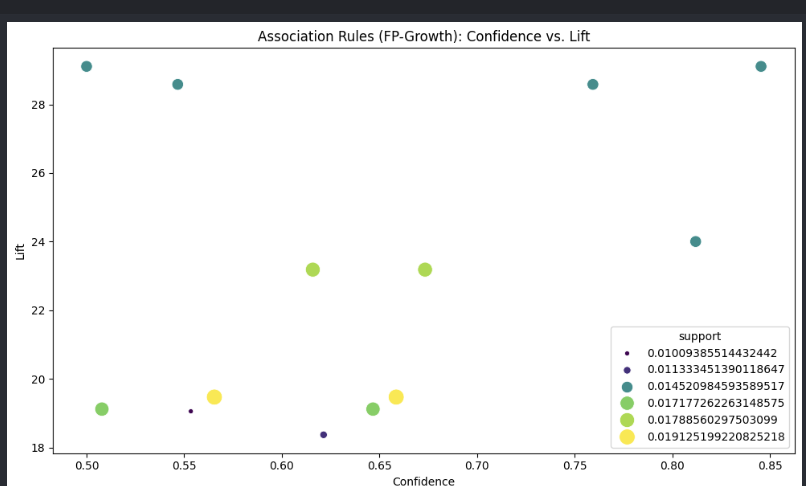 Association Rules (FP-Growth): Confidence vs. Lift
28
26
24
22
20
18
Lift
support
0.01009385514432442
0.011333451390118647
0.014520984593589517
0.017177262263148575
0.01788560297503099
0.019125199220825218
0.50 0.55 0.60 0.65 0.70 0.75 0.80 0.85
Confidence